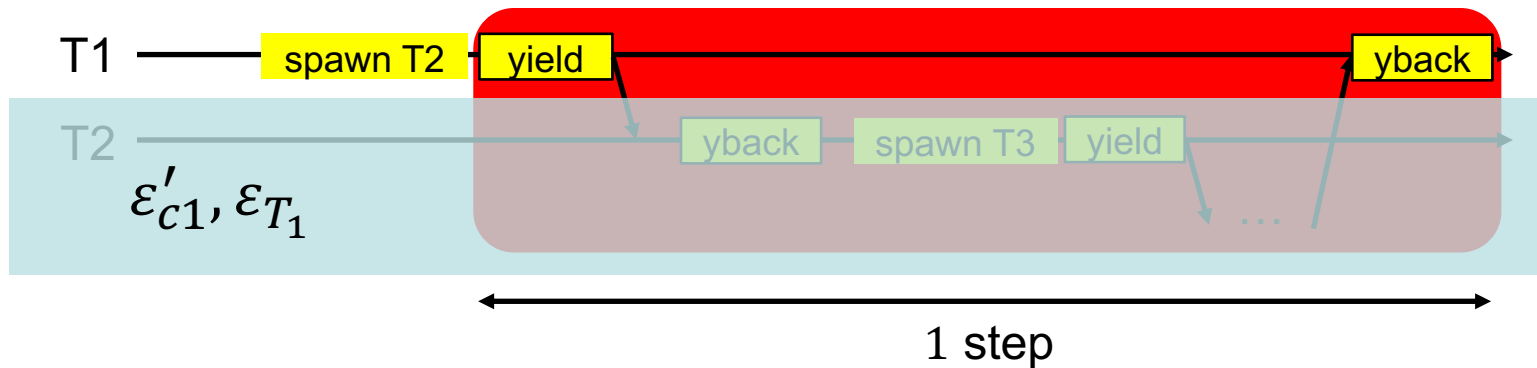 T1 spawn T2 yield yback
T2 yback spawn T3 yield
...
ε′c1, εT1
1 step